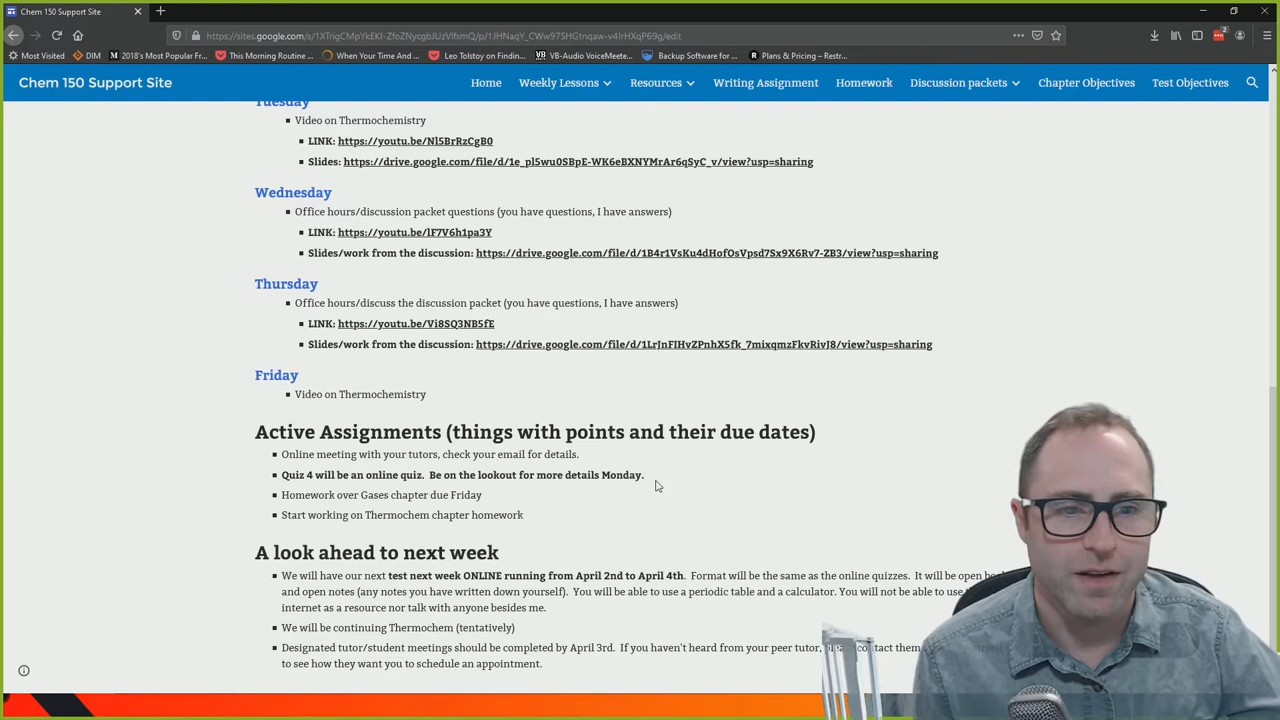 Chem 150 Support Site
https://sites.google.com/s/
Most Visited
DIM
2018's Most Popular Fr...
This Morning Routine ...
When Your Time And ...
Leo Tolstoy on Findin...
VB-Audio VoiceMeete...
Backup Software for ...
Plans & Pricing – Restr...
Chem 150 Support Site
Home
Weekly Lessons
Resources
Writing Assignment
Homework
Discussion packets
Chapter Objectives
Test Objectives
Tuesday
Video on Thermochemistry
LINK: https://youtu.be/Nl5BrRzCgB0
Slides: https://drive.google.com/file/d/1e_pl5wu0SBpE-WK6eBXNYMrAr6qSyC_v/view?usp=sharing
Wednesday
Office hours/discussion packet questions (you have questions, I have answers)
LINK: https://youtu.be/lF7V6h1pa3Y
Slides/work from the discussion: https://drive.google.com/file/d/1B4r1VsKu4dHofOsVpsd7Sx9X6Rv7-ZB3/view?usp=sharing
Thursday
Office hours/discuss the discussion packet (you have questions, I have answers)
LINK: https://youtu.be/Vi8SQ3NB5fE
Slides/work from the discussion: https://drive.google.com/file/d/1LrJnFIHvZPnhX5fk_7mixqmzFkvRivJ8/view?usp=sharing
Friday
Video on Thermochemistry
Active Assignments (things with points and their due dates)
Online meeting with your tutors, check your email for details.
Quiz 4 will be an online quiz. Be on the lookout for more details Monday.
Homework over Gases chapter due Friday
Start working on Thermochem chapter homework
A look ahead to next week
We will have our next test next week ONLINE running from April 2nd to April 4th. Format will be the same as the online quizzes. It will be open
and open notes (any notes you have written down yourself). You will be able to use a periodic table and a calculator. You will not be able to use
internet as a resource nor talk with anyone besides me.
We will be continuing Thermochem (tentatively)
Designated tutor/student meetings should be completed by April 3rd. If you haven't heard from your peer tutor, them
to see how they want you to schedule an appointment.